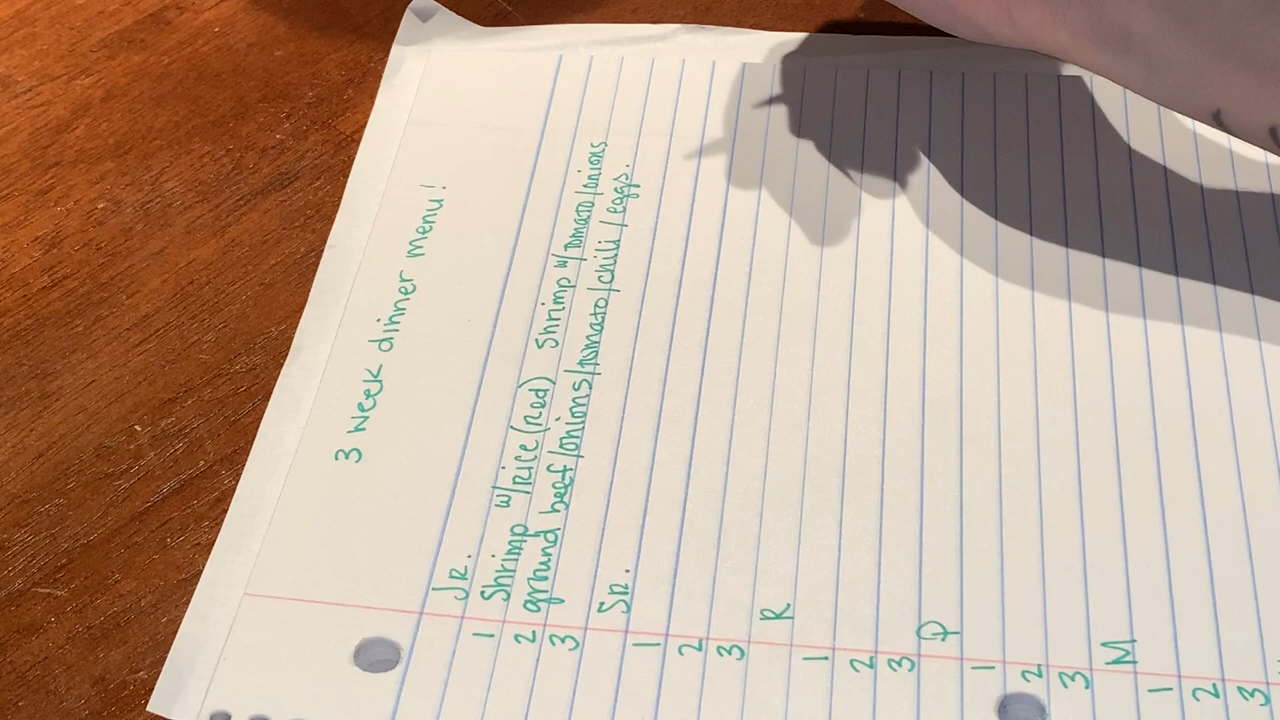 3 week dinner menu!
JR.
1 Shrimp w/rice(red) shrimp w/tomato/onions
2 ground beef/onions/tomato/chili/eggs.
3
SR.
1
2
3
R
1
2
3
P
1
2
3
M
1
2
3